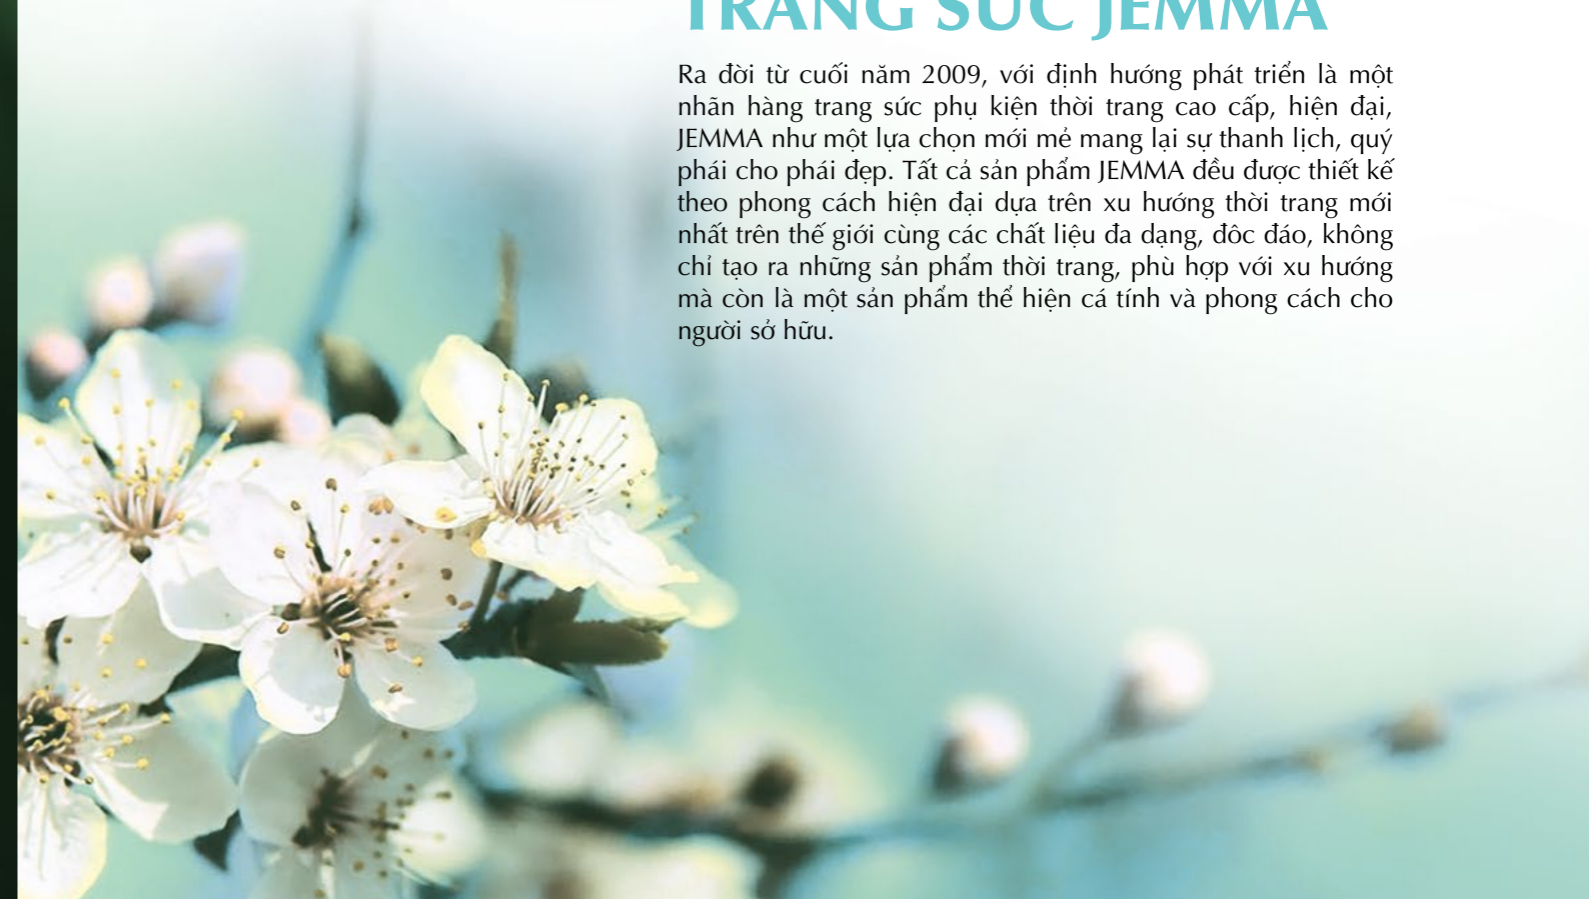 TRANG SỨC JEMMA
Ra đời từ cuối năm 2009, với định hướng phát triển là một
nhãn hàng trang sức phụ kiện thời trang cao cấp, hiện đại,
JEMMA như một lựa chọn mới mẻ mang lại sự thanh lịch, quý
phái cho phái đẹp. Tất cả sản phẩm JEMMA đều được thiết kế
theo phong cách hiện đại dựa trên xu hướng thời trang mới
nhất trên thế giới cùng các chất liệu đa dạng, đôc đáo, không
chỉ tạo ra những sản phẩm thời trang, phù hợp với xu hướng
mà còn là một sản phẩm thể hiện cá tính và phong cách cho
người sở hữu.